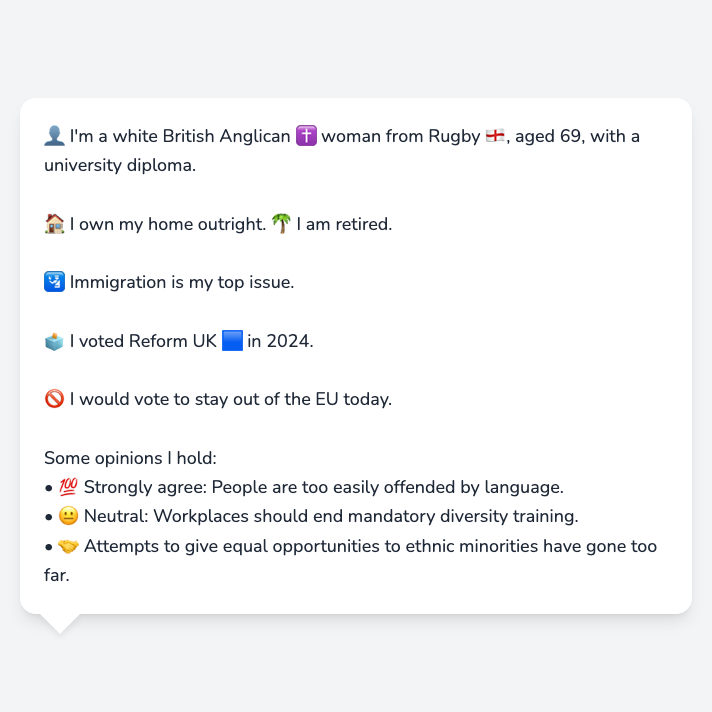 👤 I'm a white British Anglican ✝️ woman from Rugby 🏴󠁧󠁢󠁥󠁮󠁧󠁿, aged 69, with a
university diploma.
🏠 I own my home outright. 🌴 I am retired.
🛂 Immigration is my top issue.
🗳️ I voted Reform UK 🟦 in 2024.
🚫 I would vote to stay out of the EU today.
Some opinions I hold:
• 💯 Strongly agree: People are too easily offended by language.
• 😐 Neutral: Workplaces should end mandatory diversity training.
• 🤝 Attempts to give equal opportunities to ethnic minorities have gone too
far.